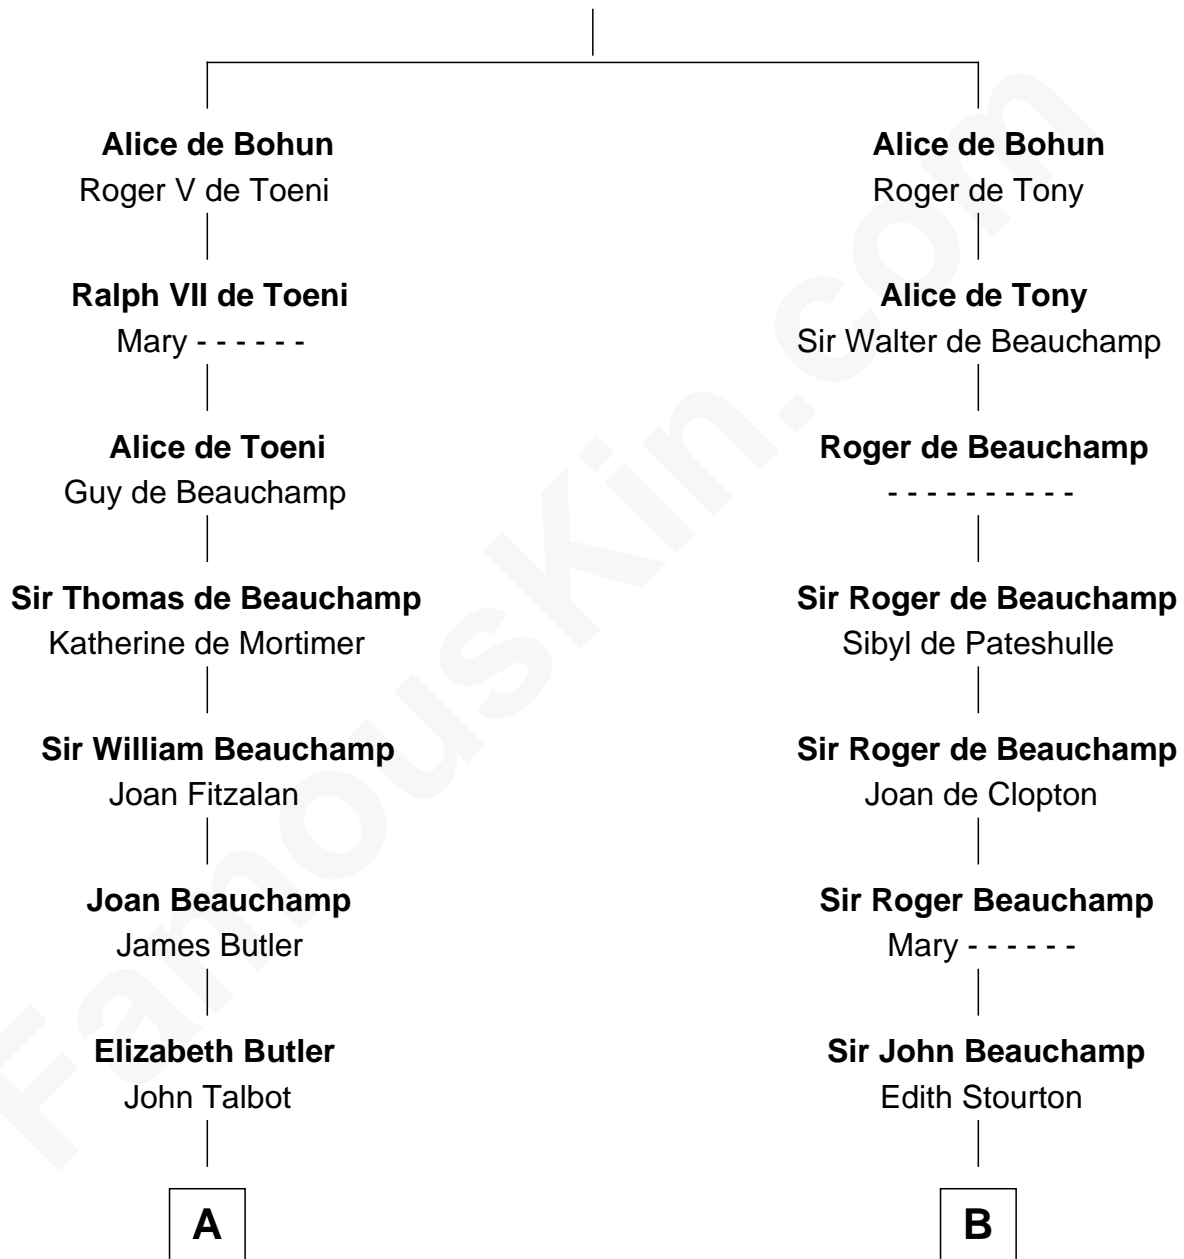 Alice de Bohun
Roger V de Toeni
Ralph VII de Toeni
Mary - - - - - -
Alice de Toeni
Guy de Beauchamp
Sir Thomas de Beauchamp
Katherine de Mortimer
Sir William Beauchamp
Joan Fitzalan
Joan Beauchamp
James Butler
Elizabeth Butler
John Talbot
A
Alice de Bohun
Roger de Tony
Alice de Tony
Sir Walter de Beauchamp
Roger de Beauchamp
- - - - - - - - - -
Sir Roger de Beauchamp
Sibyl de Pateshulle
Sir Roger de Beauchamp
Joan de Clopton
Sir Roger Beauchamp
Mary - - - - - -
Sir John Beauchamp
Edith Stourton
B
FamousKin.com